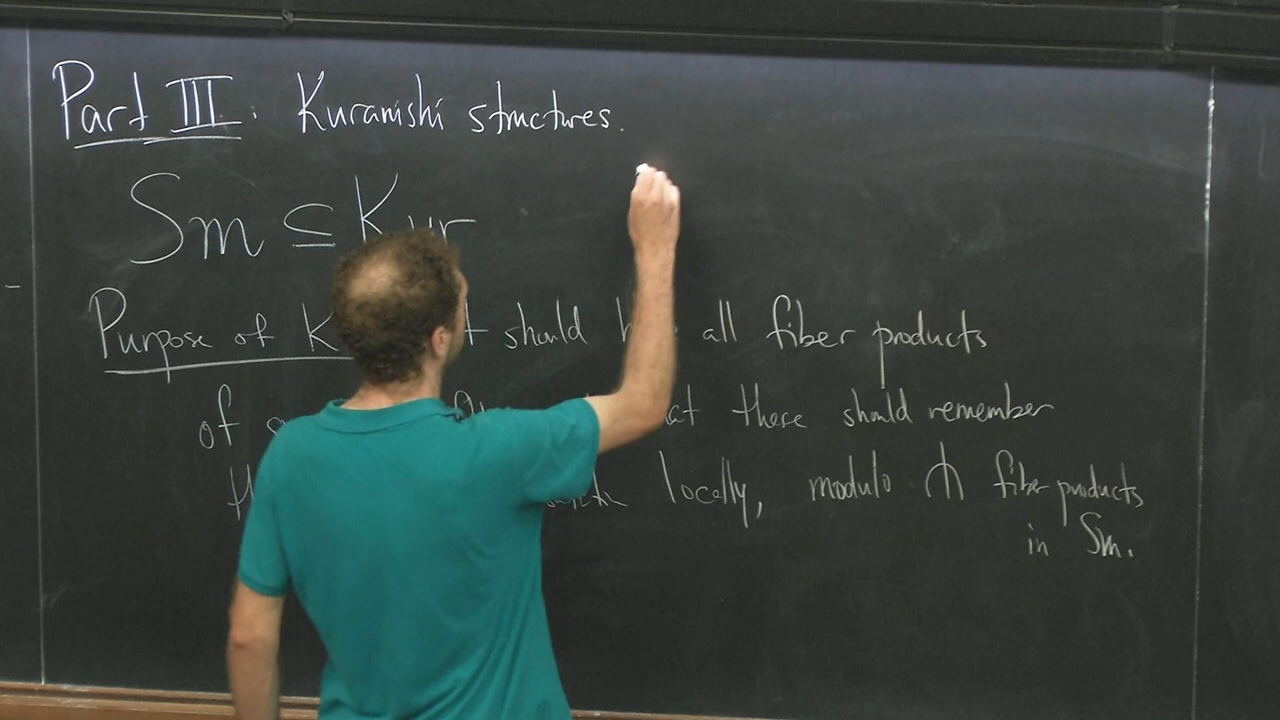 Part III: Kuranishi structures.
Sm ⊆ Kur
Purpose of K should all fiber products
of at these should remember
locally, modulo ⋔ fiber products
in Sm.